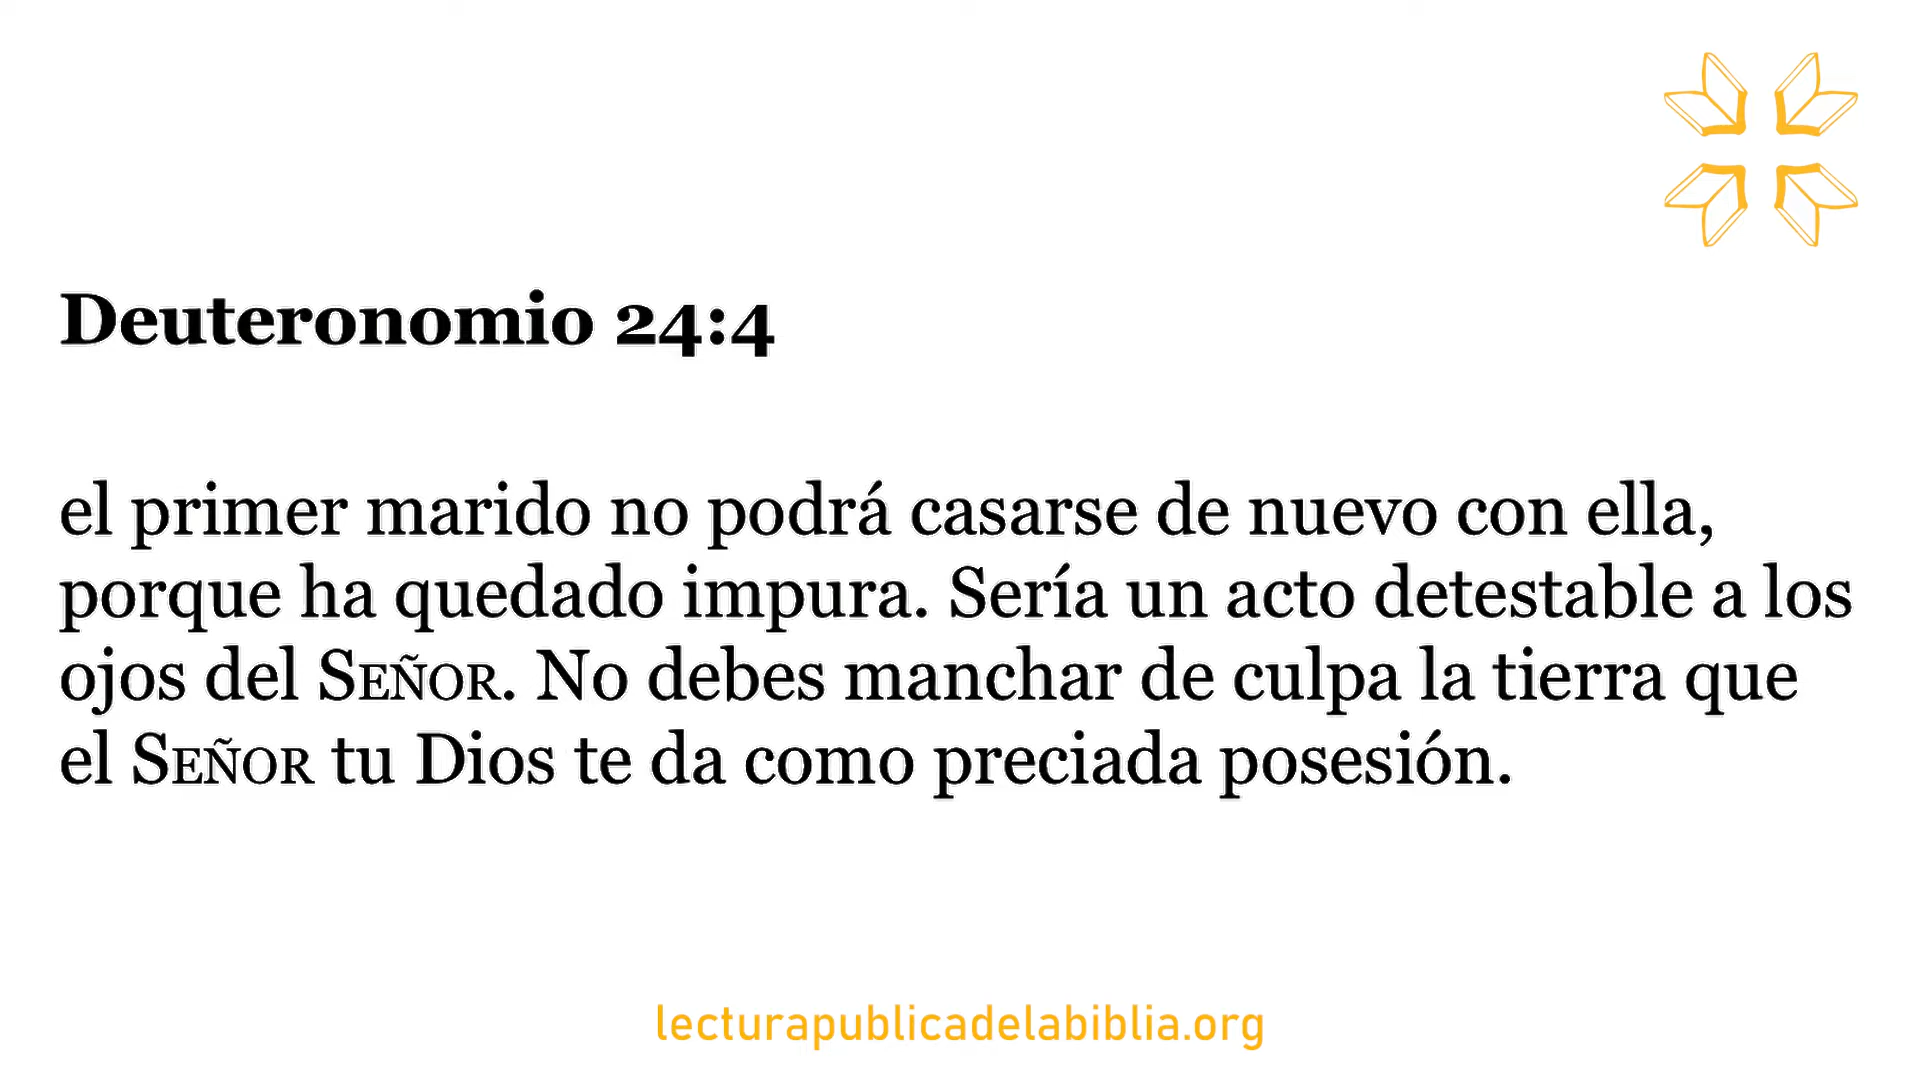 Deuteronomio 24:4
el primer marido no podrá casarse de nuevo con ella,
porque ha quedado impura. Sería un acto detestable a los
ojos del SEÑOR. No debes manchar de culpa la tierra que
el SEÑOR tu Dios te da como preciada posesión.
lecturapublicadelabiblia.org